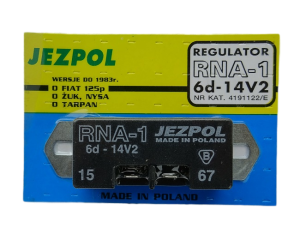 JEZPOL
WERSJE DO 1983r.
FIAT 125p
ŻUK, NYSA
TARPAN
REGULATOR
RNA-1
6d-14V2
NR KAT. 4191122/E
RNA-1 JEZPOL
6d - 14V2 MADE IN POLAND
B
15 67
MADE IN POLAND